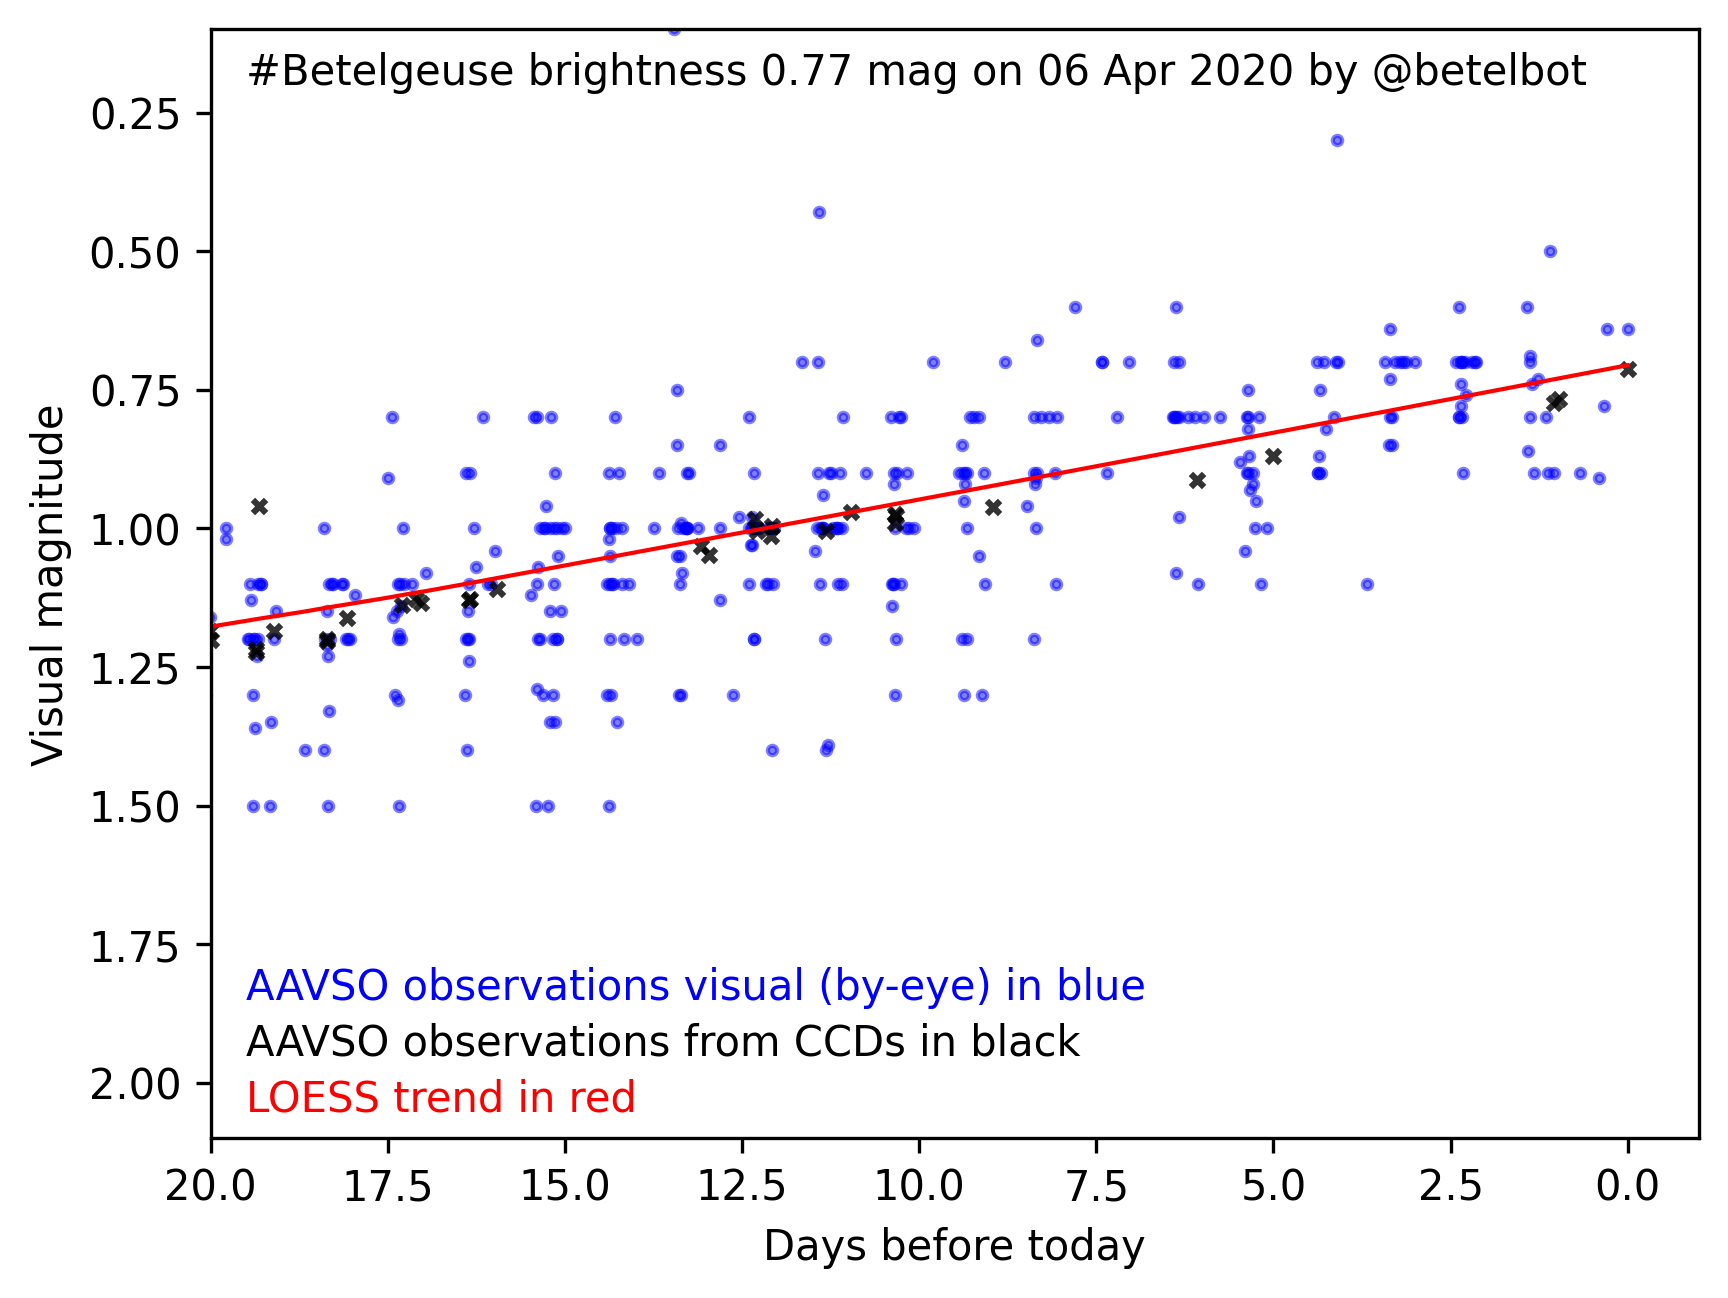 #Betelgeuse brightness 0.77 mag on 06 Apr 2020 by @betelbot
0.25
0.50
0.75
1.00
1.25
1.50
1.75
2.00
Visual magnitude
AAVSO observations visual (by-eye) in blue
AAVSO observations from CCDs in black
LOESS trend in red
20.0 17.5 15.0 12.5 10.0 7.5 5.0 2.5 0.0
Days before today